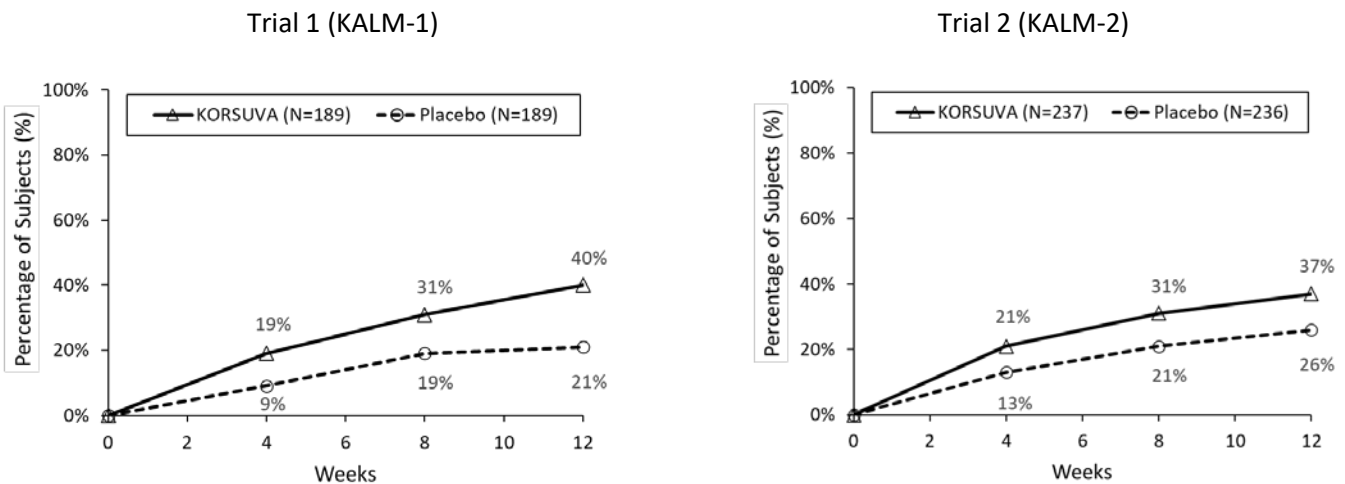 Trial 1 (KALM-1)
Percentage of Subjects (%)
100%
80%
60%
40%
20%
0%
KORSUVA (N=189) Placebo (N=189)
40%
31%
19%
19%
21%
9%
0 2 4 6 8 10 12
Weeks
Trial 2 (KALM-2)
Percentage of Subjects (%)
100%
80%
60%
40%
20%
0%
KORSUVA (N=237) Placebo (N=236)
37%
31%
21%
26%
21%
13%
0 2 4 6 8 10 12
Weeks